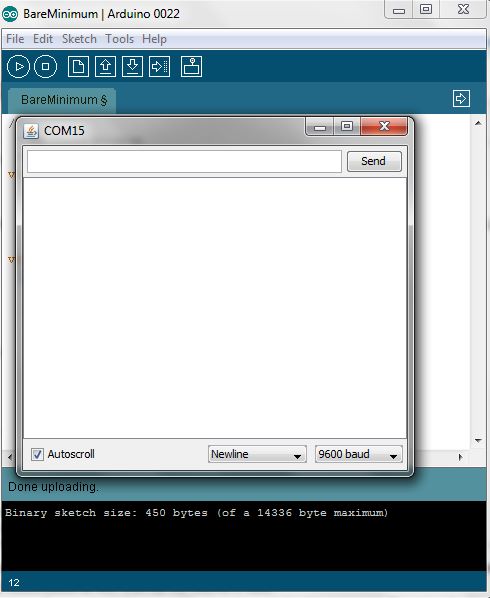 BareMinimum | Arduino 0022
File Edit Sketch Tools Help
BareMinimum §
COM15
Send
Autoscroll
Newline
9600 baud
Done uploading.
Binary sketch size: 450 bytes (of a 14336 byte maximum)
12